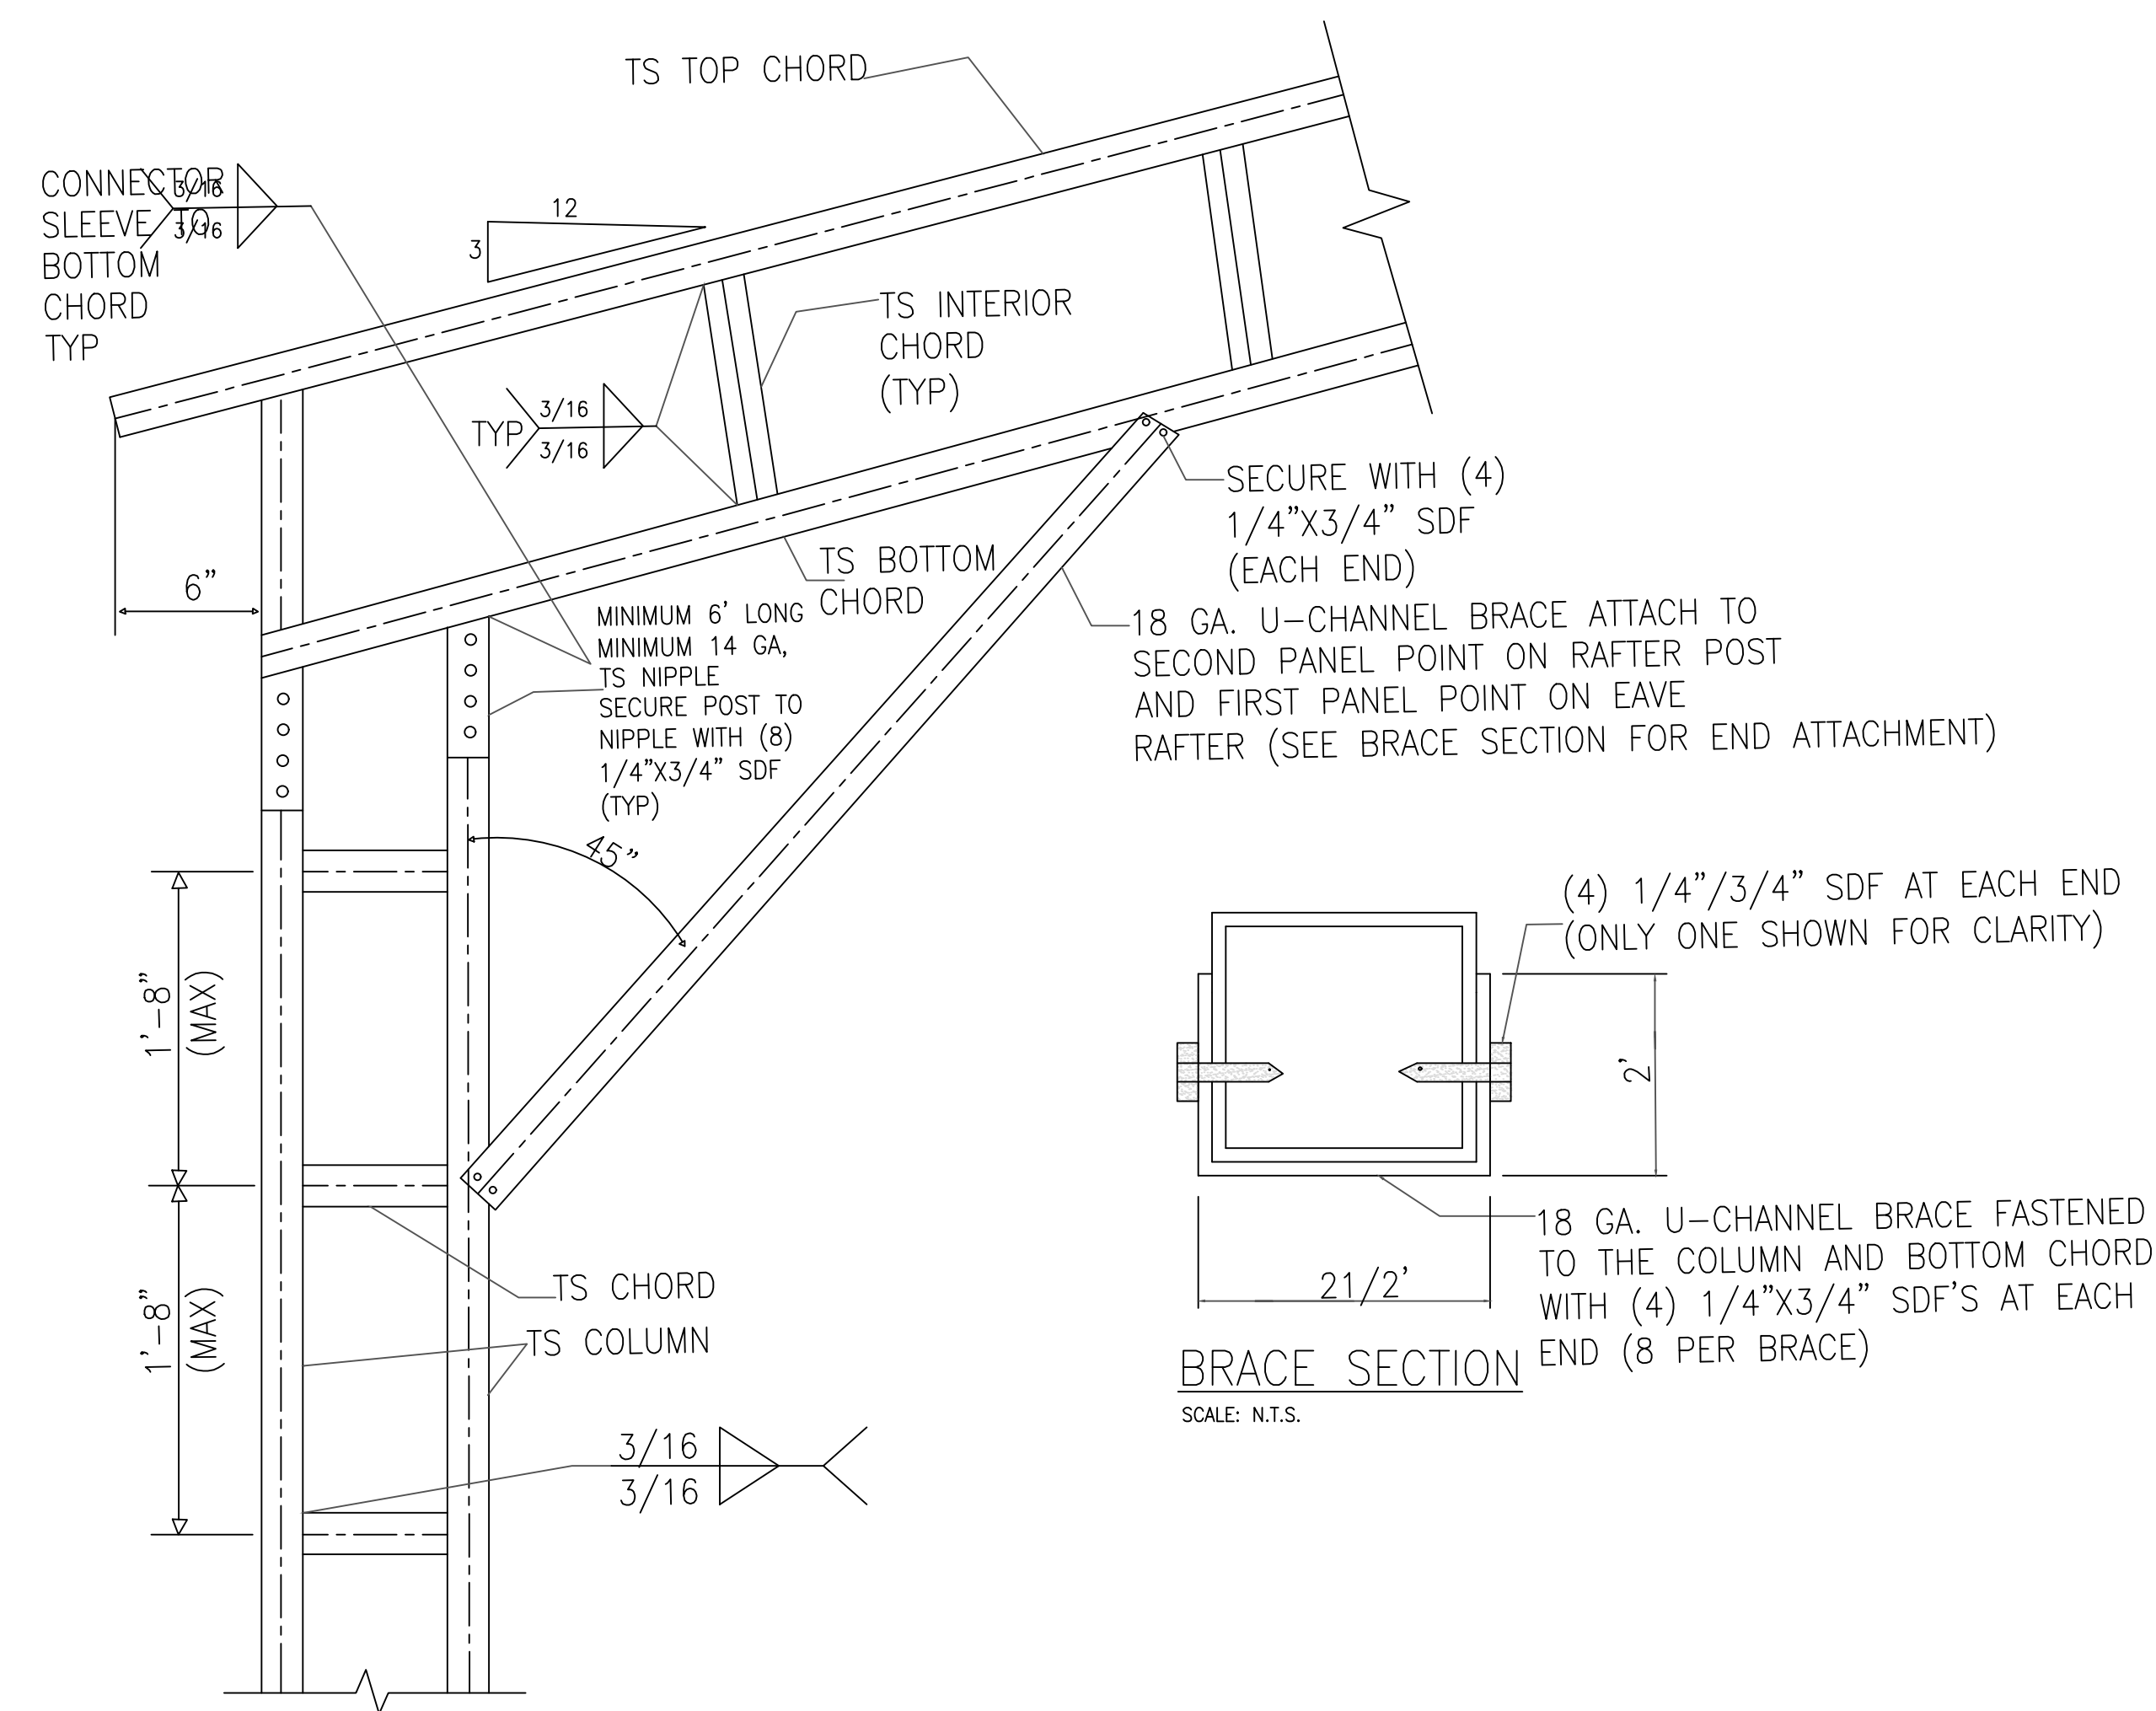 TS TOP CHORD
CONNECTOR
SLEEVE TO
BOTTOM
CHORD
TYP
3/16
3/16
12
3
TS INTERIOR
CHORD
(TYP)
TYP
3/16
3/16
SECURE WITH (4)
1/4"X3/4" SDF
(EACH END)
TS BOTTOM
CHORD
6"
MINIMUM 6' LONG
MINIMUM 14 GA,
TS NIPPLE
SECURE POST TO
NIPPLE WITH (8)
1/4"X3/4" SDF
(TYP)
18 GA. U-CHANNEL BRACE ATTACH TO
SECOND PANEL POINT ON RAFTER POST
AND FIRST PANEL POINT ON EAVE
RAFTER (SEE BRACE SECTION FOR END ATTACHMENT)
45"
1'-8"
(MAX)
1'-8"
(MAX)
TS CHORD
TS COLUMN
3/16
3/16
(4) 1/4"/3/4" SDF AT EACH END
(ONLY ONE SHOWN FOR CLARITY)
2'
21/2'
18 GA. U-CHANNEL BRACE FASTENED
TO THE COLUMN AND BOTTOM CHORD
WITH (4) 1/4"X3/4" SDF'S AT EACH
END (8 PER BRACE)
BRACE SECTION
SCALE: N.T.S.